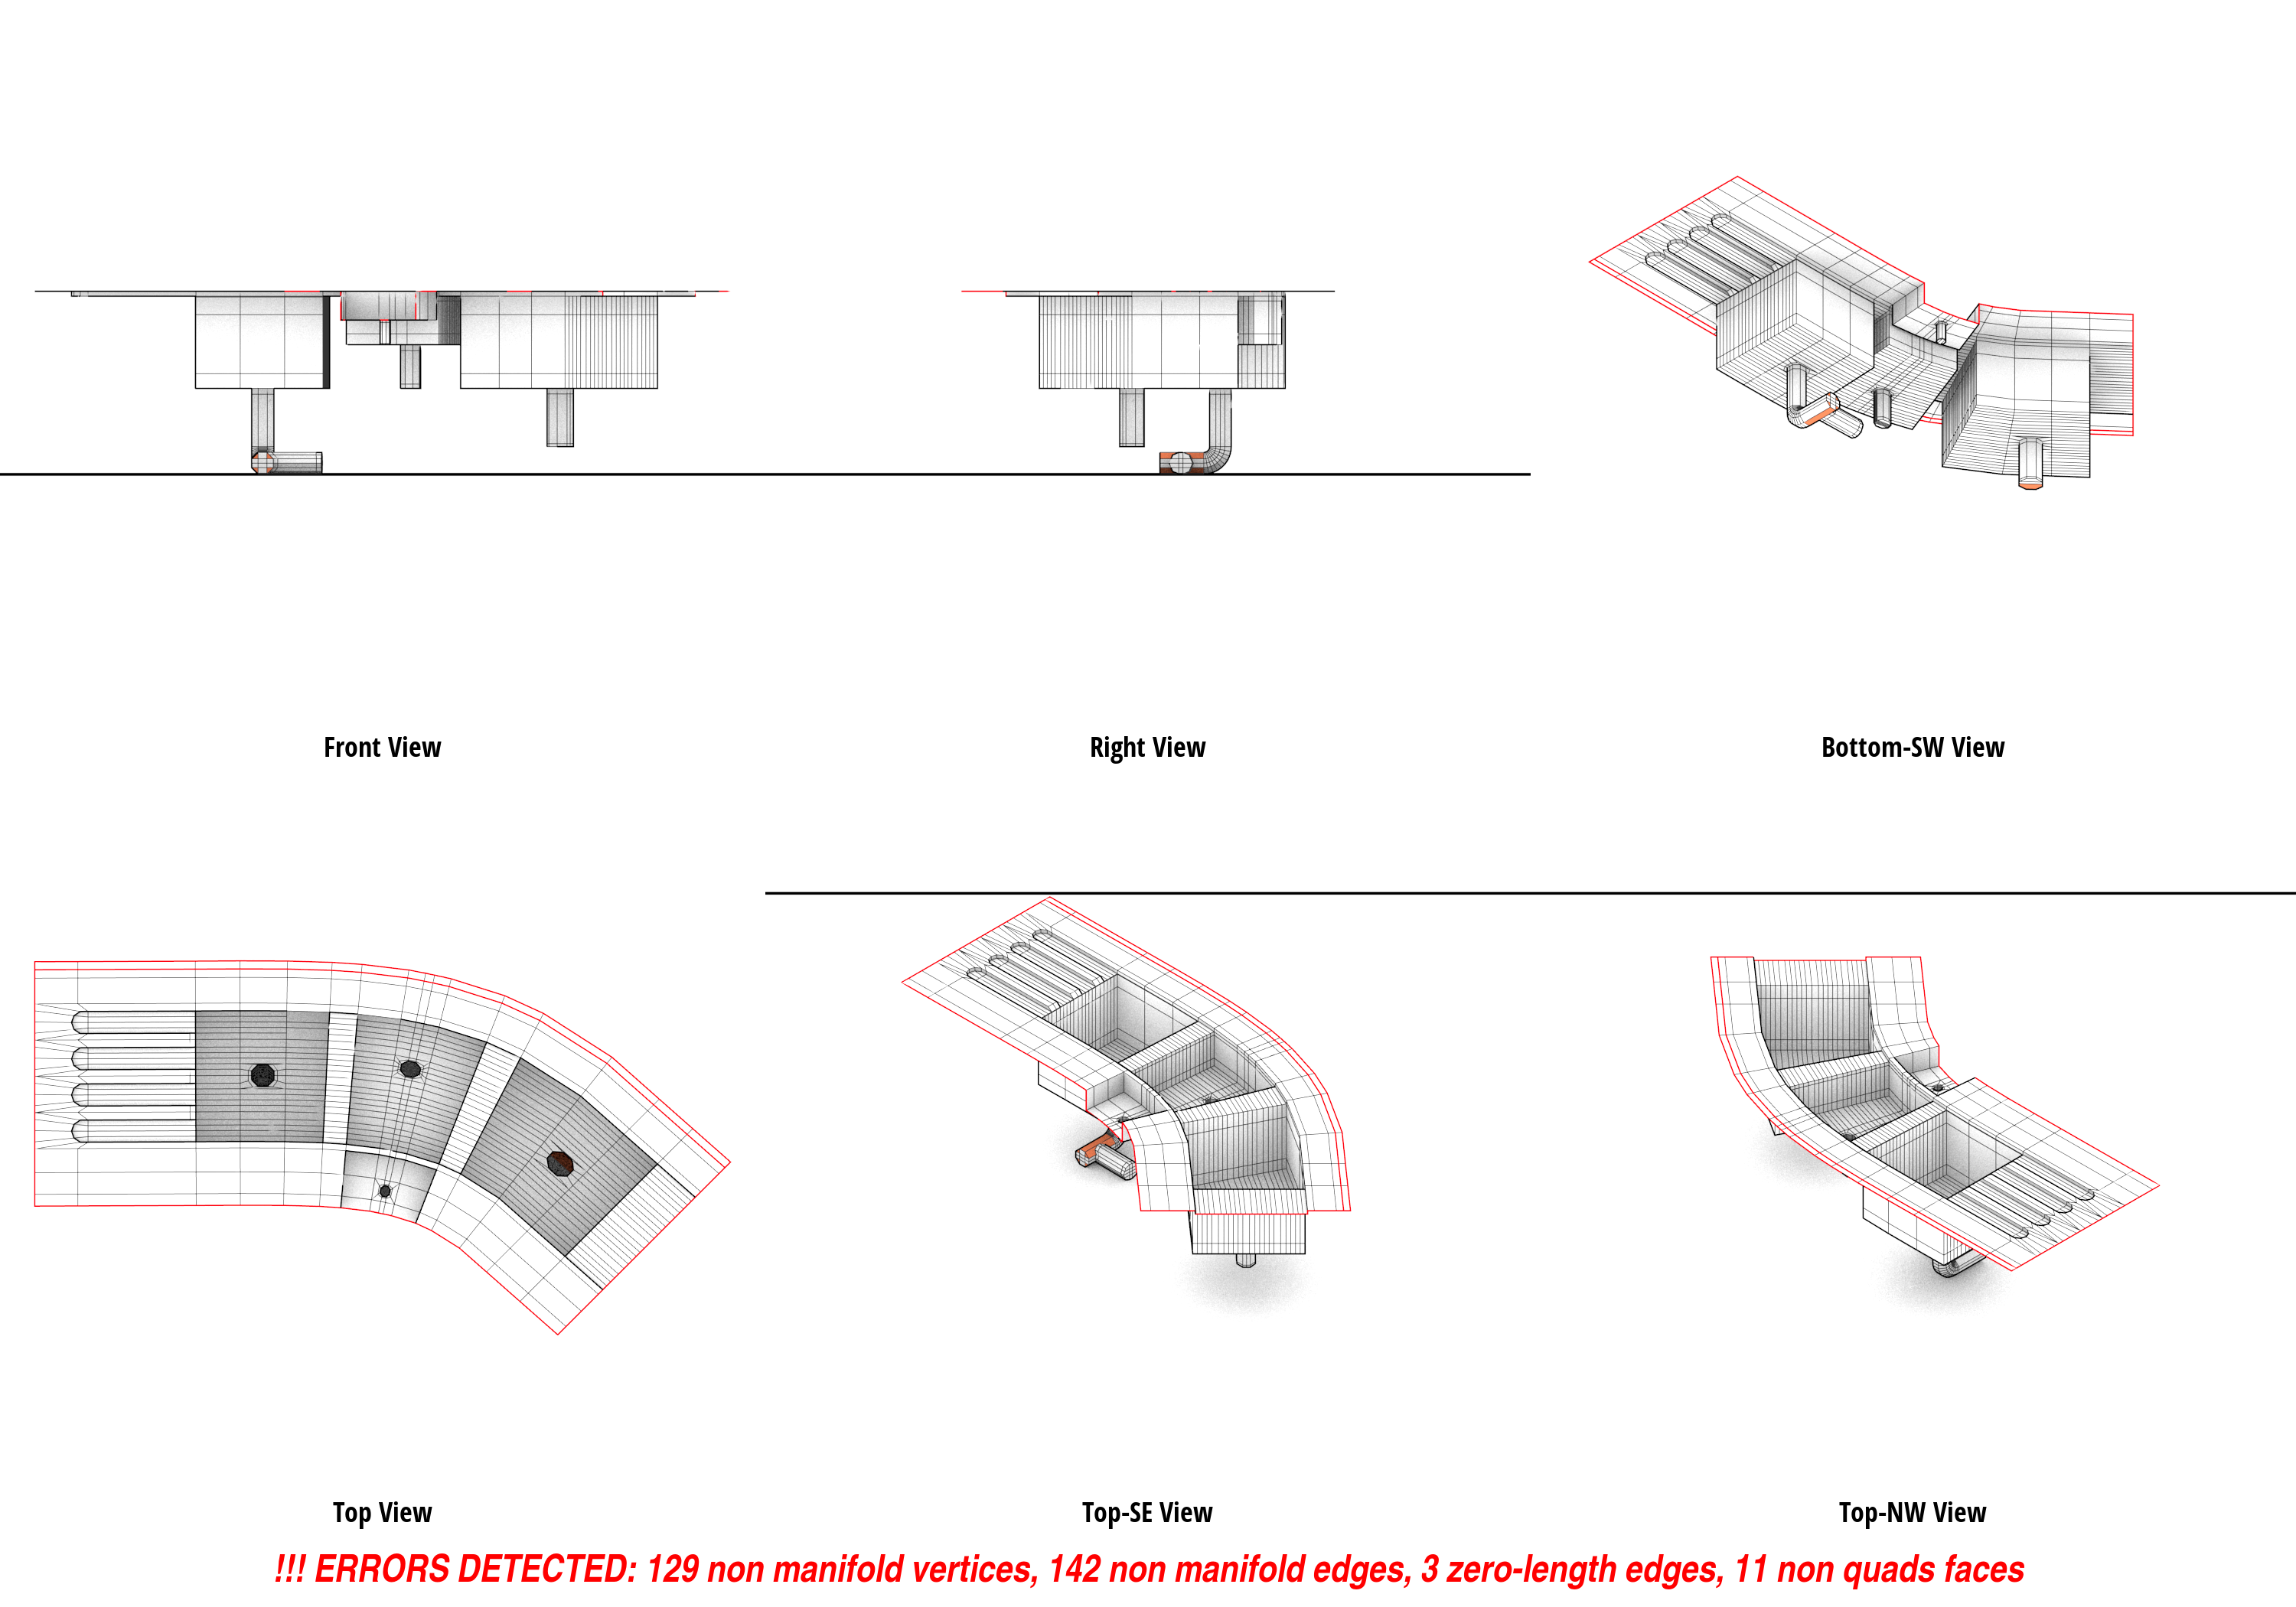 Front View
Right View
Bottom-SW View
Top View
Top-SE View
Top-NW View
!!! ERRORS DETECTED: 129 non manifold vertices, 142 non manifold edges, 3 zero-length edges, 11 non quads faces